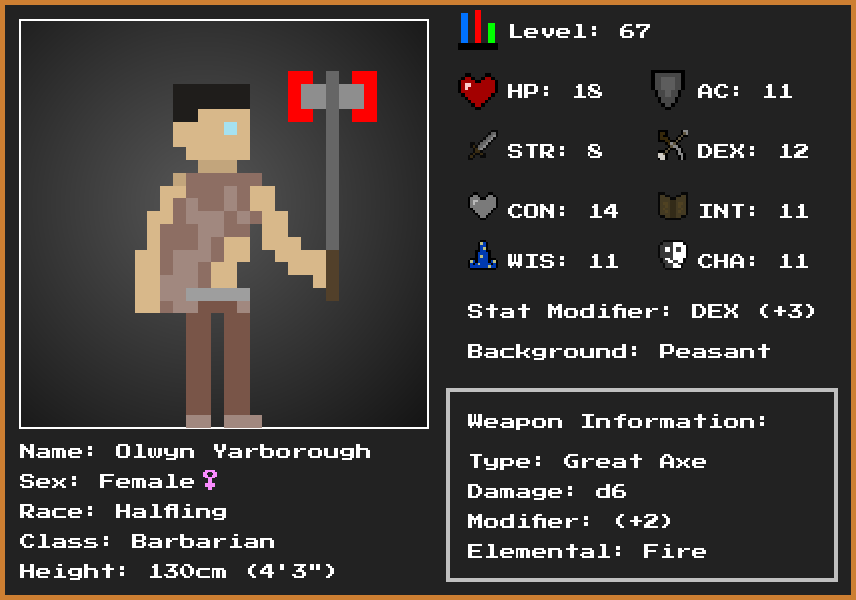 Level: 67
HP: 18 AC: 11
STR: 8 DEX: 12
CON: 14 INT: 11
WIS: 11 CHA: 11
Stat Modifier: DEX (+3)
Background: Peasant
Weapon Information:
Type: Great Axe
Damage: d6
Modifier: (+2)
Elemental: Fire
Name: Olwyn Yarborough
Sex: Female♀
Race: Halfling
Class: Barbarian
Height: 130cm (4'3")